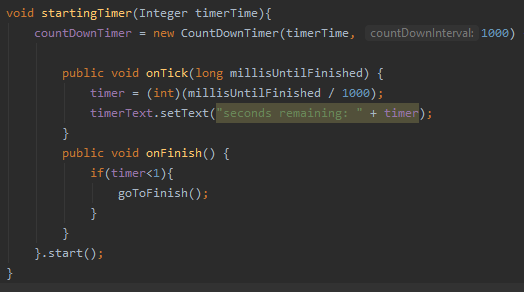 void startingTimer(Integer timerTime){
countDownTimer = new CountDownTimer(timerTime, countDownInterval: 1000)
public void onTick(long millisUntilFinished) {
timer = (int)(millisUntilFinished / 1000);
timerText.setText("seconds remaining: " + timer);
}
public void onFinish() {
if(timer<1){
goToFinish();
}
}
}.start();
}